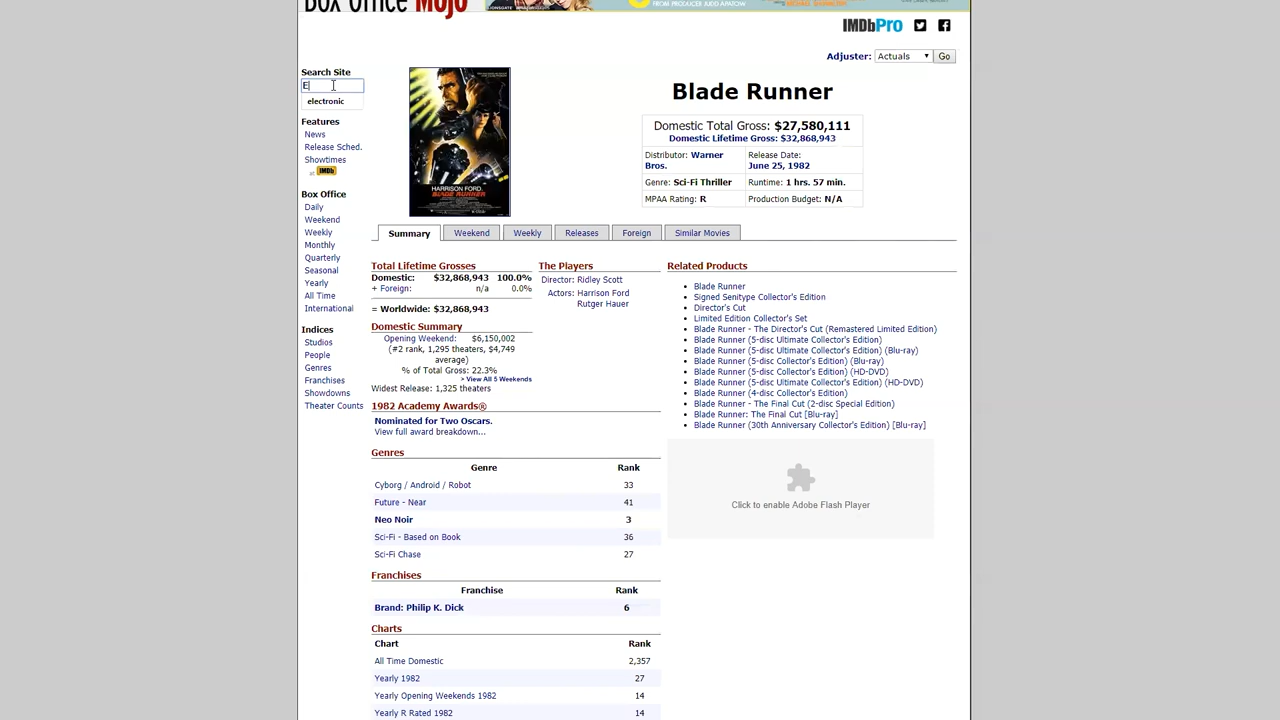 Box Office Mojo
FROM PRODUCER JUDD APATOW
IMDbPro
Adjuster: Actuals Go
Search Site
E
electronic
Features
News
Release Sched.
Showtimes
at IMDb
Box Office
Daily
Weekend
Weekly
Monthly
Quarterly
Seasonal
Yearly
All Time
International
Indices
Studios
People
Genres
Franchises
Showdowns
Theater Counts
HARRISON FORD
BLADE RUNNER
Blade Runner
Domestic Total Gross: $27,580,111
Domestic Lifetime Gross: $32,868,943
Distributor: Warner
Bros.
Release Date:
June 25, 1982
Genre: Sci-Fi Thriller
Runtime: 1 hrs. 57 min.
MPAA Rating: R
Production Budget: N/A
Summary Weekend Weekly Releases Foreign Similar Movies
Total Lifetime Grosses
Domestic: $32,868,943 100.0%
+ Foreign: n/a 0.0%
= Worldwide: $32,868,943
Domestic Summary
Opening Weekend: $6,150,002
(#2 rank, 1,295 theaters, $4,749
average)
% of Total Gross: 22.3%
> View All 5 Weekends
Widest Release: 1,325 theaters
1982 Academy Awards®
Nominated for Two Oscars.
View full award breakdown...
Genres
Genre Rank
Cyborg / Android / Robot 33
Future - Near 41
Neo Noir 3
Sci-Fi - Based on Book 36
Sci-Fi Chase 27
Franchises
Franchise Rank
Brand: Philip K. Dick 6
Charts
Chart Rank
All Time Domestic 2,357
Yearly 1982 27
Yearly Opening Weekends 1982 14
Yearly R Rated 1982 14
The Players
Director: Ridley Scott
Actors: Harrison Ford
Rutger Hauer
Related Products
Blade Runner
Signed Senitype Collector's Edition
Director's Cut
Limited Edition Collector's Set
Blade Runner - The Director's Cut (Remastered Limited Edition)
Blade Runner (5-disc Ultimate Collector's Edition)
Blade Runner (5-disc Ultimate Collector's Edition) (Blu-ray)
Blade Runner (5-disc Collector's Edition) (Blu-ray)
Blade Runner (5-disc Collector's Edition) (HD-DVD)
Blade Runner (5-disc Ultimate Collector's Edition) (HD-DVD)
Blade Runner (4-disc Collector's Edition)
Blade Runner - The Final Cut (2-disc Special Edition)
Blade Runner: The Final Cut [Blu-ray]
Blade Runner (30th Anniversary Collector's Edition) [Blu-ray]
Click to enable Adobe Flash Player